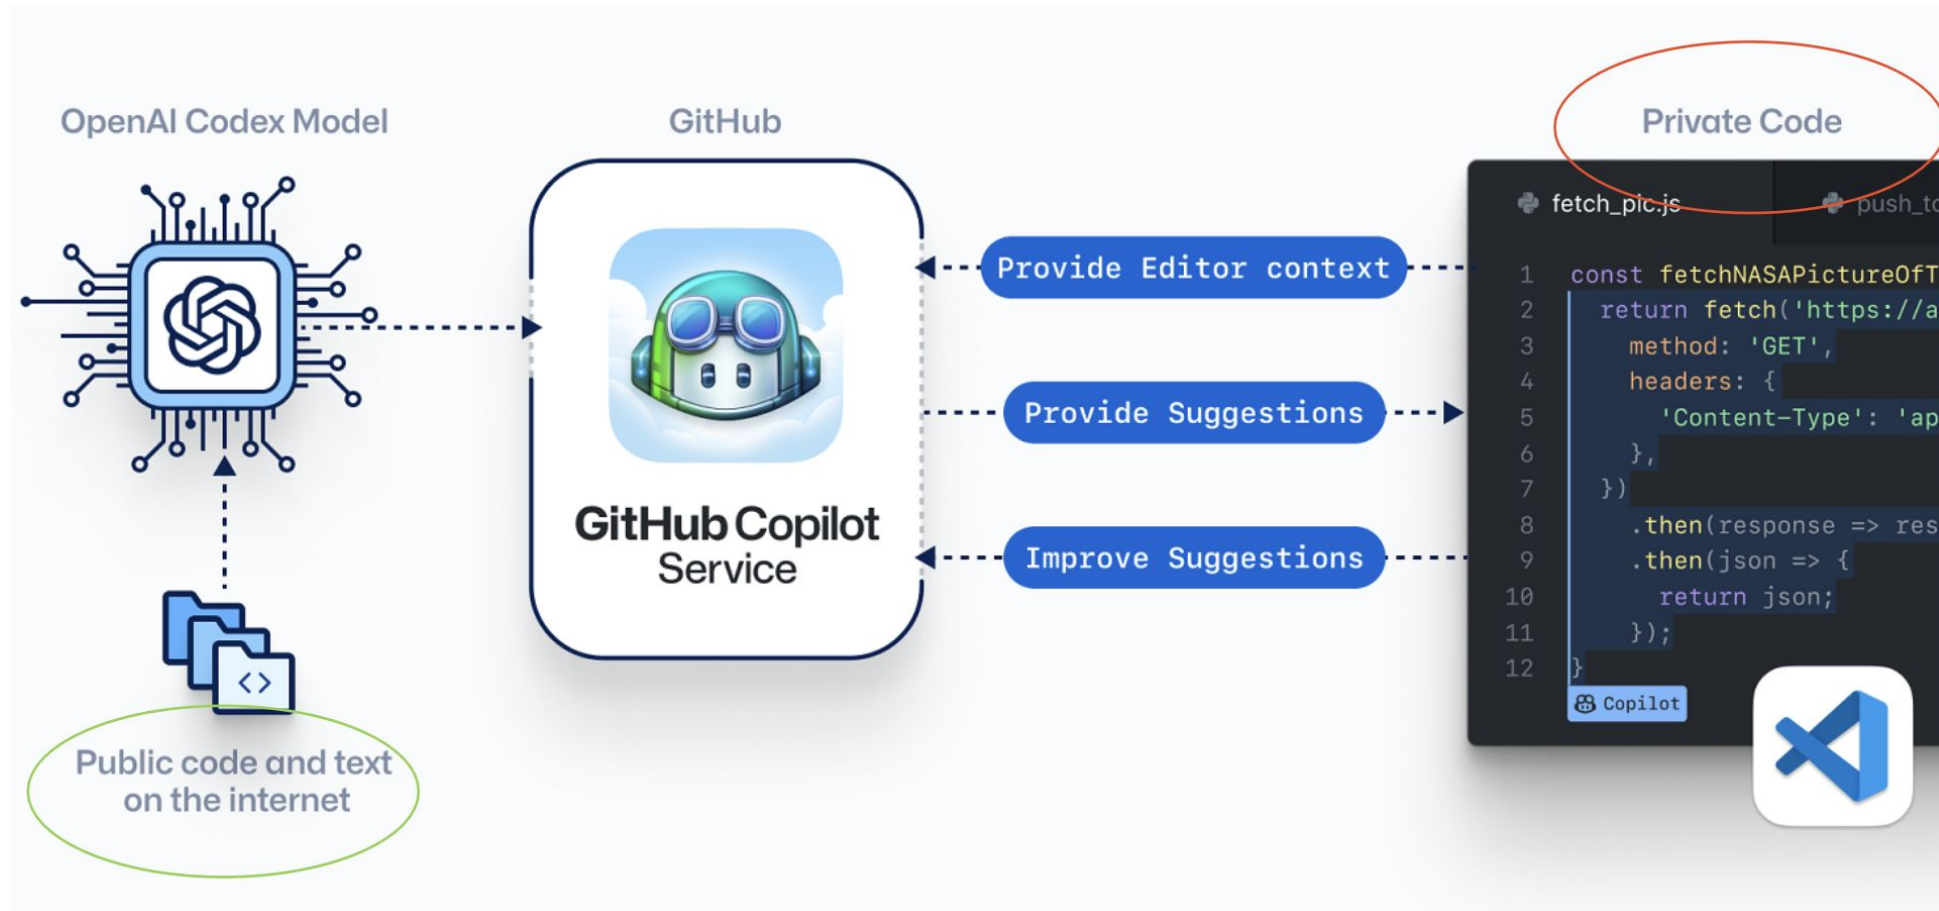 OpenAI Codex Model
GitHub
Private Code
fetch_pic.js
push_to
Provide Editor context
Provide Suggestions
Improve Suggestions
GitHub Copilot
Service
1 const fetchNASAPictureOfT
2 return fetch('https://a
3 method: 'GET',
4 headers: {
5 'Content-Type': 'ap
6 },
7 })
8 .then(response => res
9 .then(json => {
10 return json;
11 });
12 }
Copilot
<>
Public code and text
on the internet